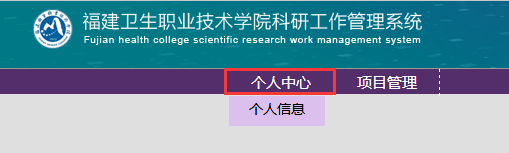 福建卫生职业技术学院科研工作管理系统
Fujian health college scientific research work management system
个人中心 项目管理
个人信息